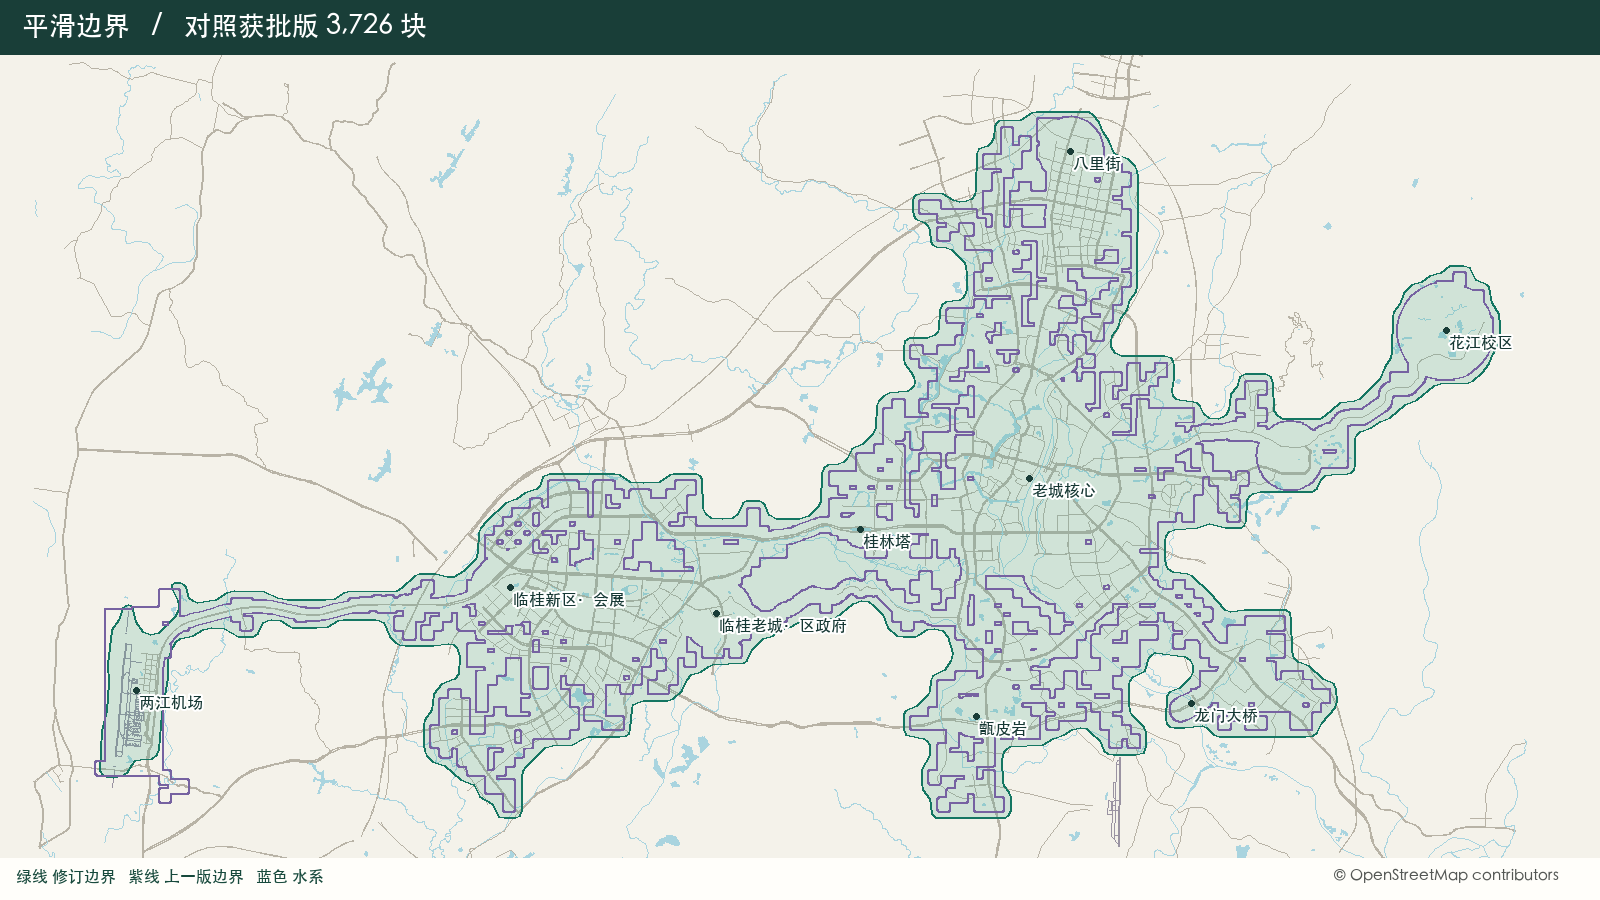 平滑边界 / 对照获批版 3,726 块
八里街
花江校区
老城核心
桂林塔
临桂新区·会展
临桂老城·区政府
两江机场
龙门大桥
甑皮岩
绿线 修订边界 紫线 上一版边界 蓝色 水系
© OpenStreetMap contributors